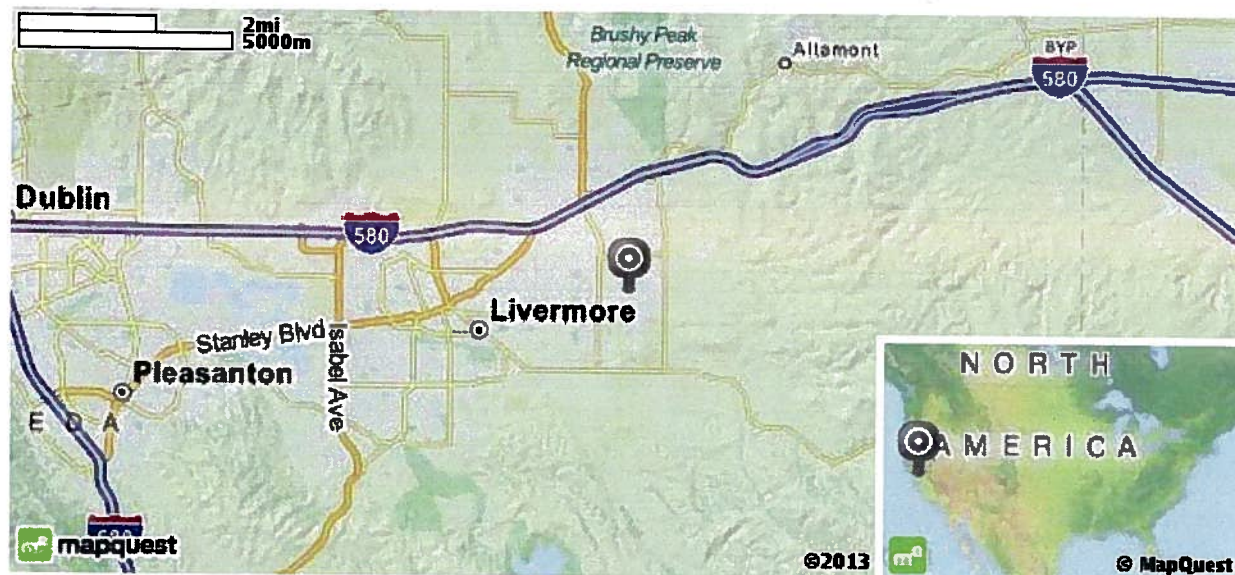 2mi
5000m
Brushy Peak
Regional Preserve
Altamont
BYP
580
Dublin
580
Livermore
Stanley Blvd
Isabel Ave
Pleasanton
E D A
NORTH
AMERICA
mapquest
©2013
© MapQuest